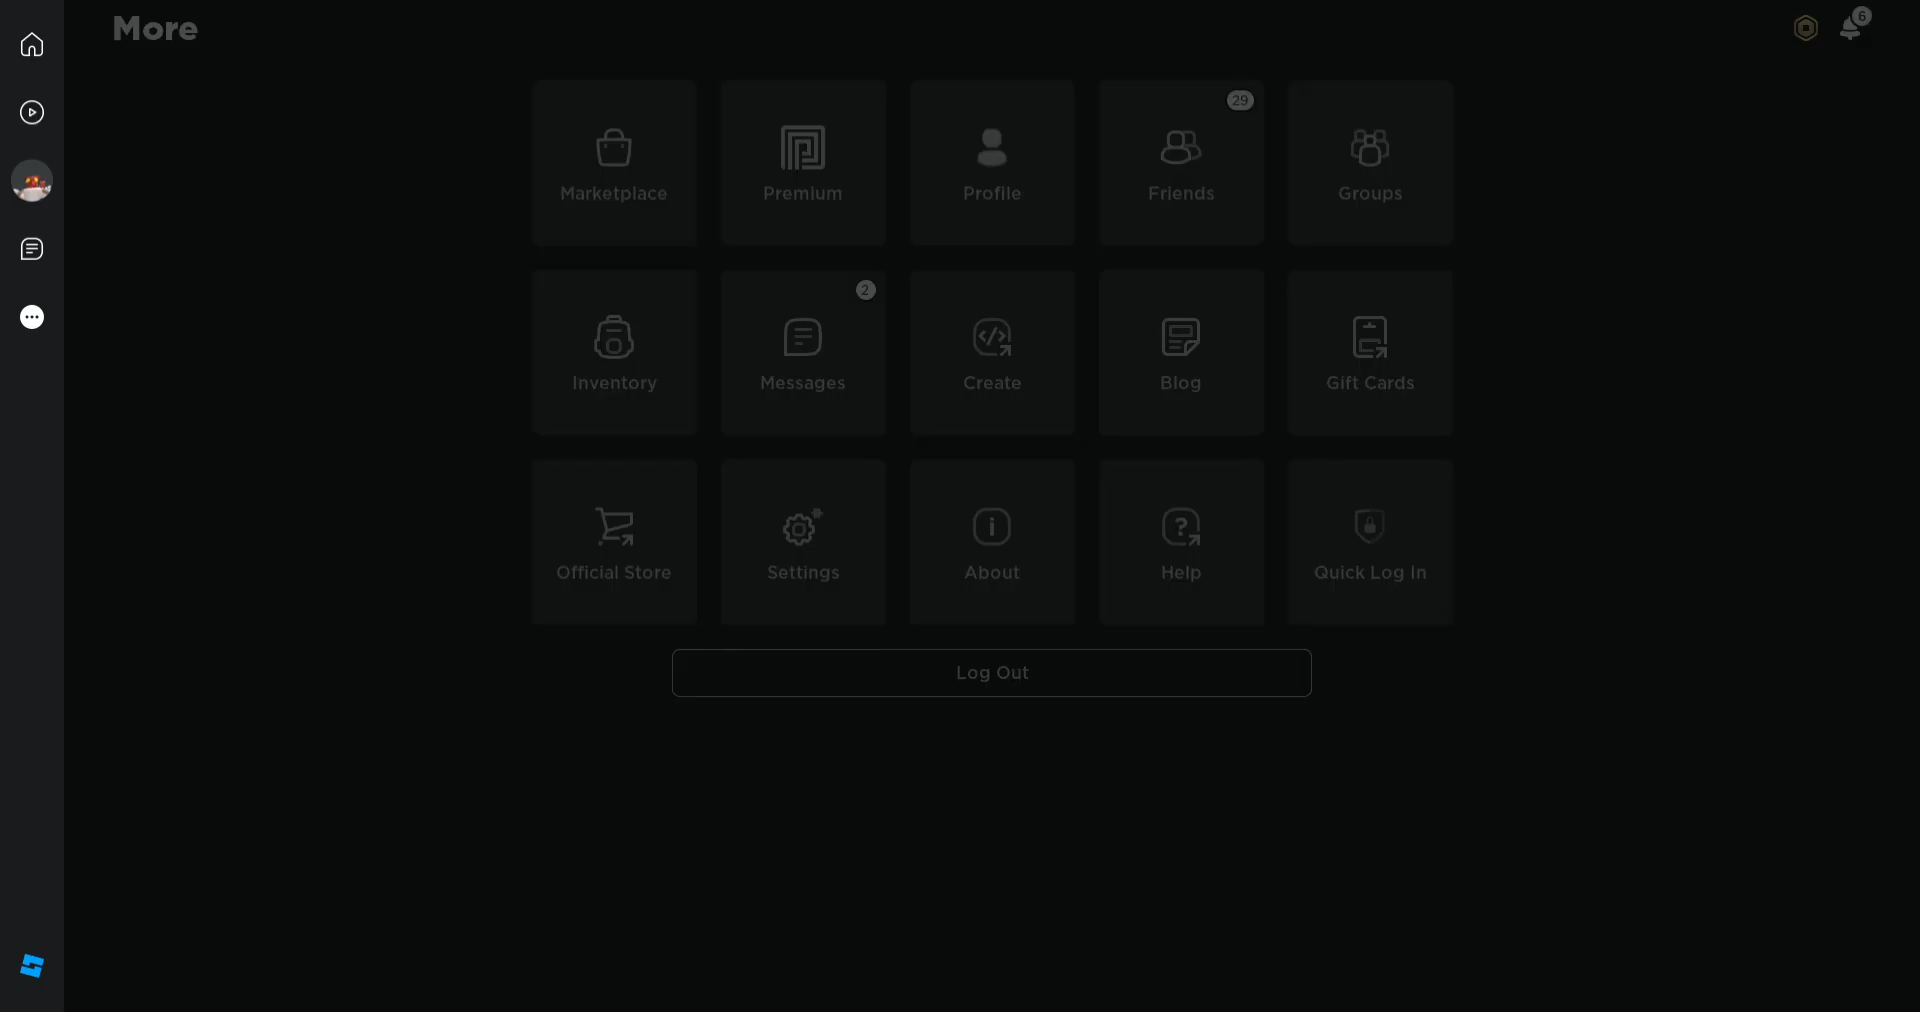 More
6
Marketplace
Premium
Profile
29
Friends
Groups
Inventory
2
Messages
Create
Blog
Gift Cards
Official Store
Settings
About
Help
Quick Log In
Log Out